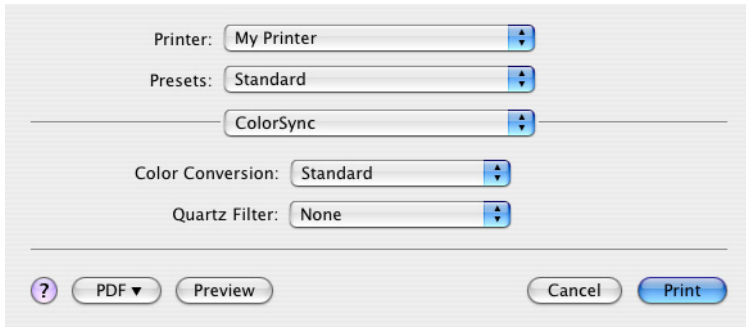 Printer: My Printer
Presets: Standard
ColorSync
Color Conversion: Standard
Quartz Filter: None
? PDF▼ Preview Cancel Print